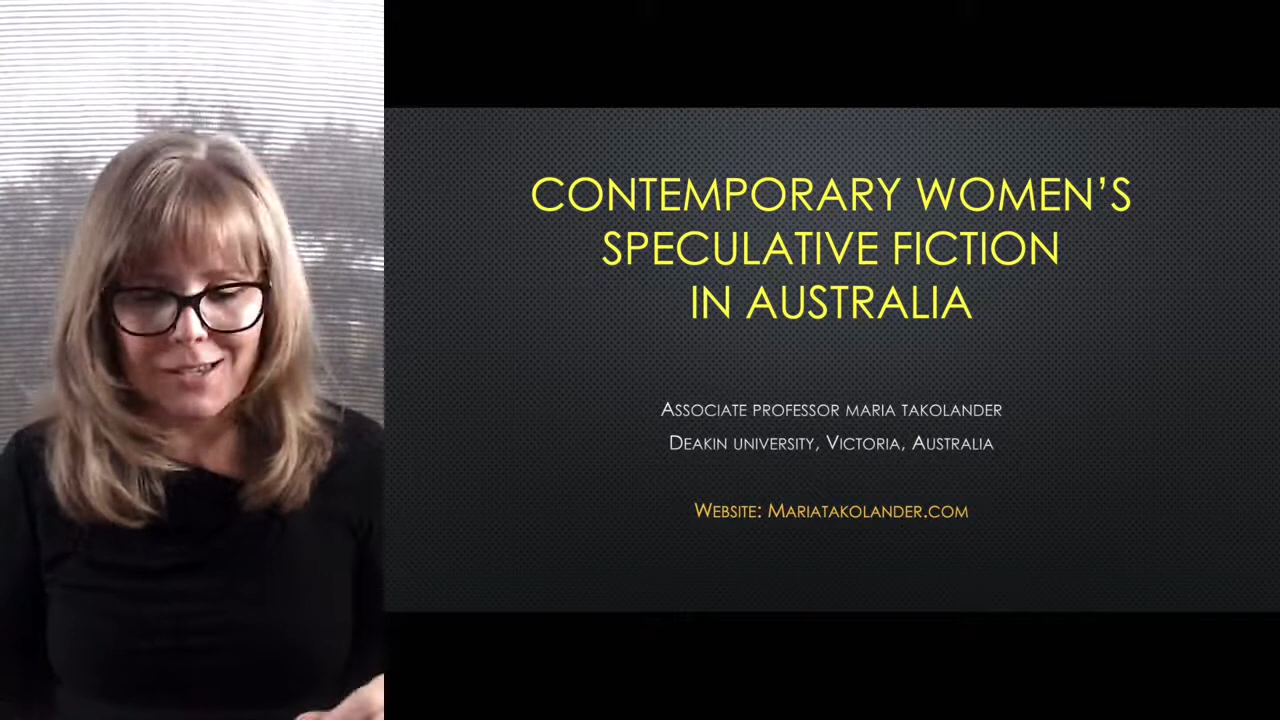 CONTEMPORARY WOMEN'S
SPECULATIVE FICTION
IN AUSTRALIA
ASSOCIATE PROFESSOR MARIA TAKOLANDER
DEAKIN UNIVERSITY, VICTORIA, AUSTRALIA
WEBSITE: MARIATAKOLANDER.COM